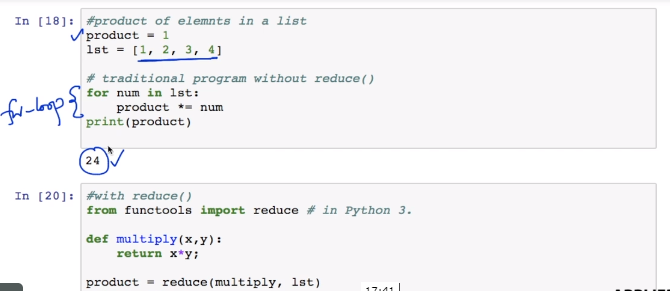 In [18]: #product of elemnts in a list
product = 1
lst = [1, 2, 3, 4]
# traditional program without reduce()
for-loop
for num in lst:
product *= num
print(product)
24
In [20]: #with reduce()
from functools import reduce # in Python 3.
def multiply(x,y):
return x*y;
product = reduce(multiply, lst)